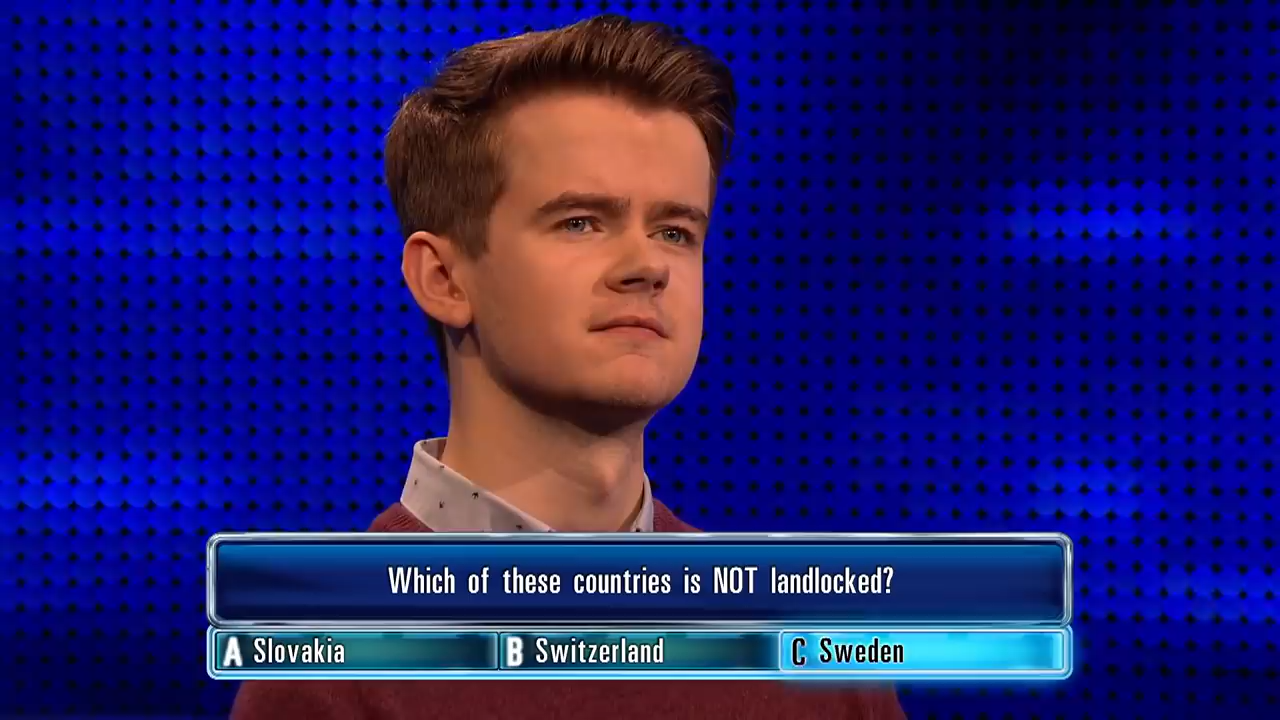 Which of these countries is NOT landlocked?
A Slovakia B Switzerland C Sweden